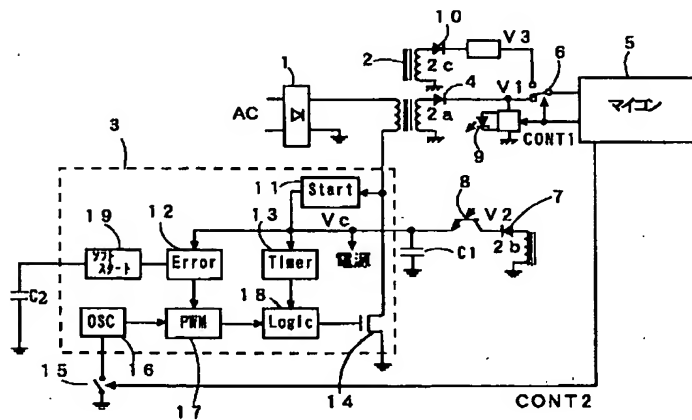 10
V3
2
2c
6
5
1
4
V1
マイコン
AC
2a
CONT1
9
3
11
Start
8
Vc
V2
7
19
12
13
2b
ソフト
スタート
Error
Timer
電源
C1
18
C2
OSC
PWM
Logic
15
16
17
14
CONT2